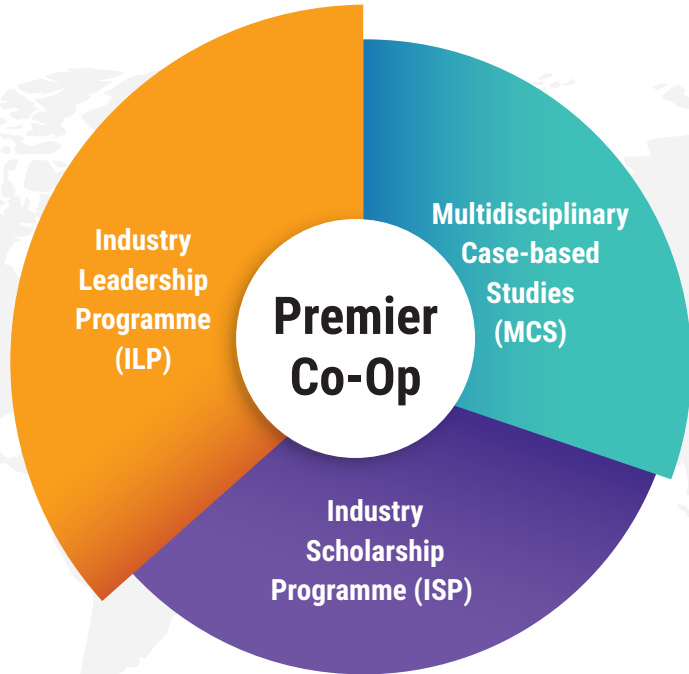 Premier
Co-Op
Industry
Leadership
Programme
(ILP)
Multidisciplinary
Case-based
Studies
(MCS)
Industry
Scholarship
Programme (ISP)